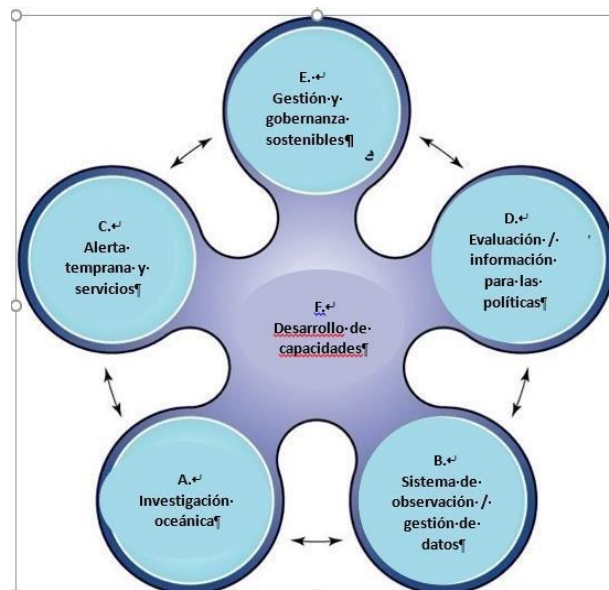 E.
Gestión y
gobernanza
sostenibles
C.
Alerta
temprana y
servicios
D.
Evaluación /
información
para las
políticas
F.
Desarrollo de
capacidades
A.
Investigación
oceánica
B.
Sistema de
observación /
gestión de
datos